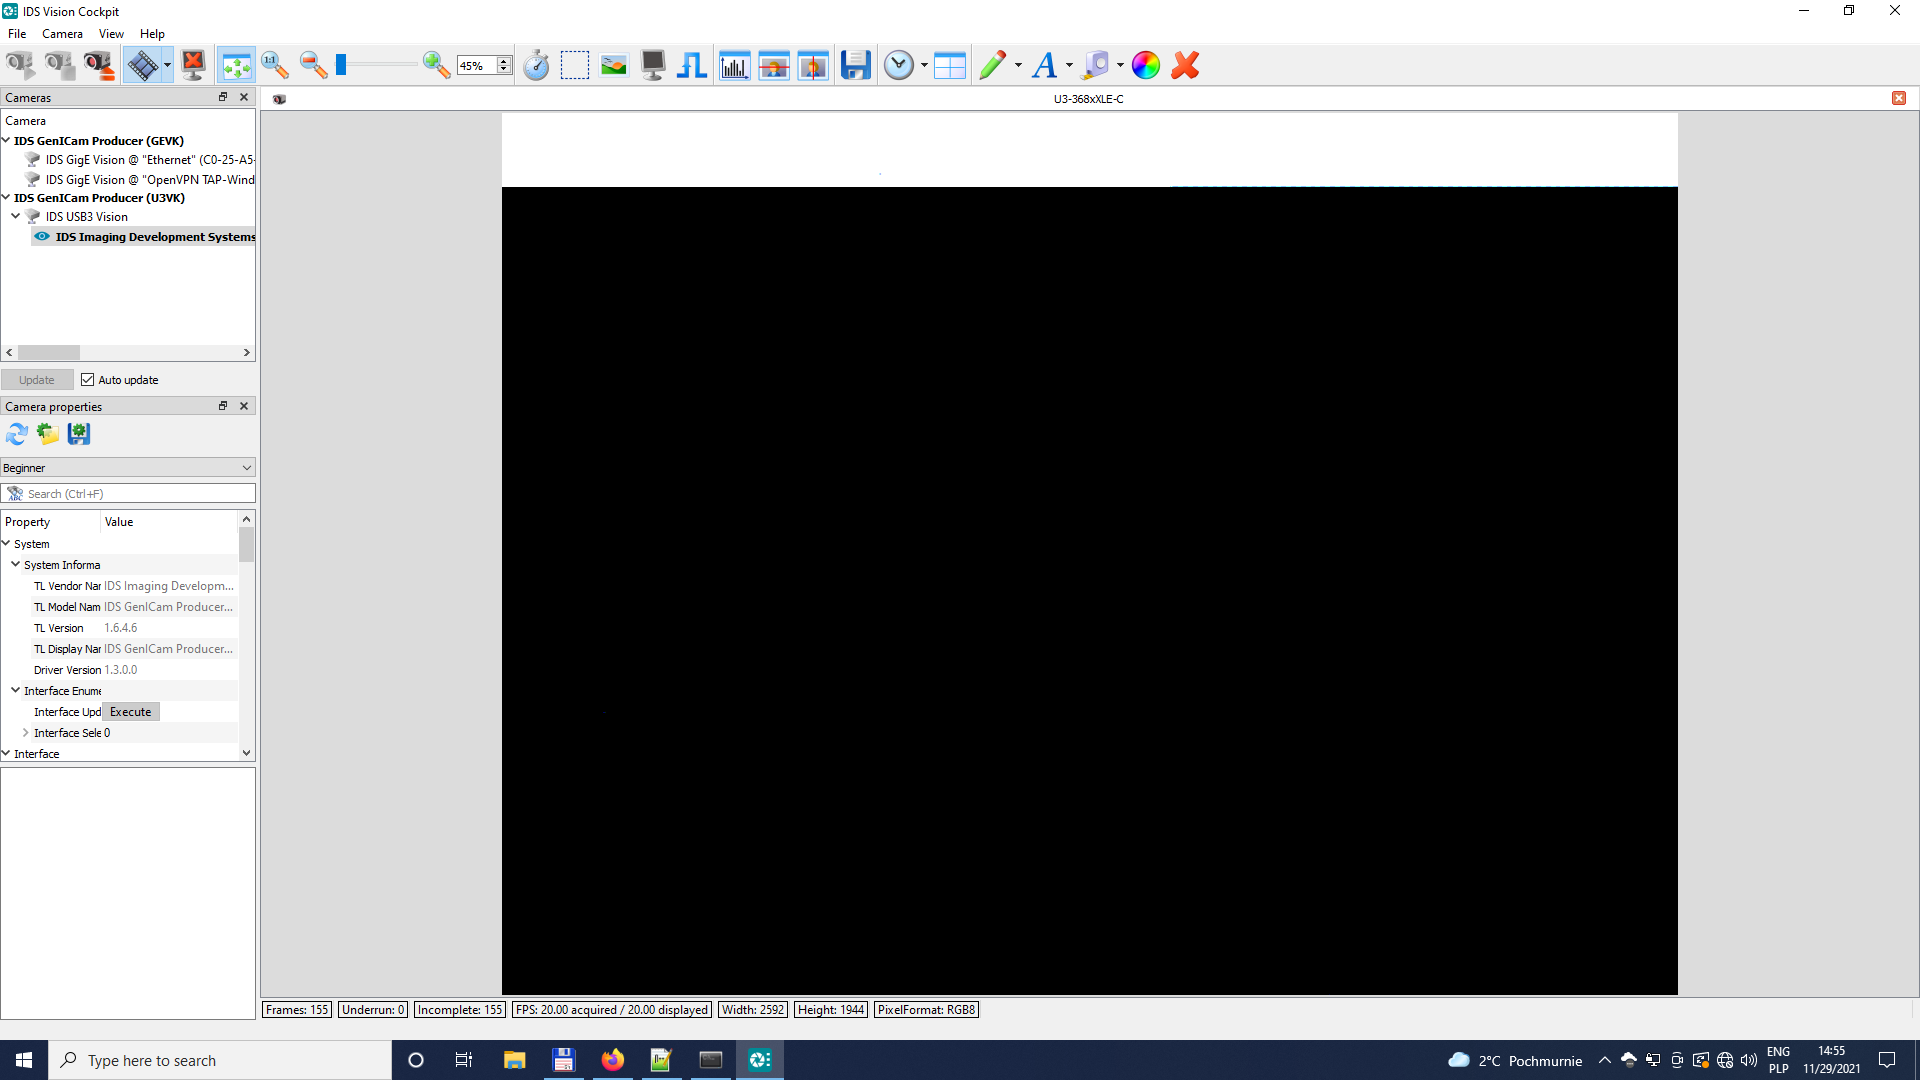 IDS Vision Cockpit
File Camera View Help
1:1
45%
Cameras
U3-368xXLE-C
Camera
IDS GenICam Producer (GEVK)
IDS GigE Vision @ "Ethernet" (C0-25-A5-
IDS GigE Vision @ "OpenVPN TAP-Wind
IDS GenICam Producer (U3VK)
IDS USB3 Vision
IDS Imaging Development Systems
Update
Auto update
Camera properties
Beginner
ABC
Search (Ctrl+F)
Property Value
System
System Informa
TL Vendor Nar IDS Imaging Developm...
TL Model Nam IDS GenICam Producer...
TL Version 1.6.4.6
TL Display Nar IDS GenICam Producer...
Driver Version 1.3.0.0
Interface Enume
Interface Upd Execute
Interface Sele 0
Interface
Frames: 155 Underrun: 0 Incomplete: 155 FPS: 20.00 acquired / 20.00 displayed Width: 2592 Height: 1944 PixelFormat: RGB8
Type here to search
2°C Pochmurnie
ENG
PLP
14:55
11/29/2021